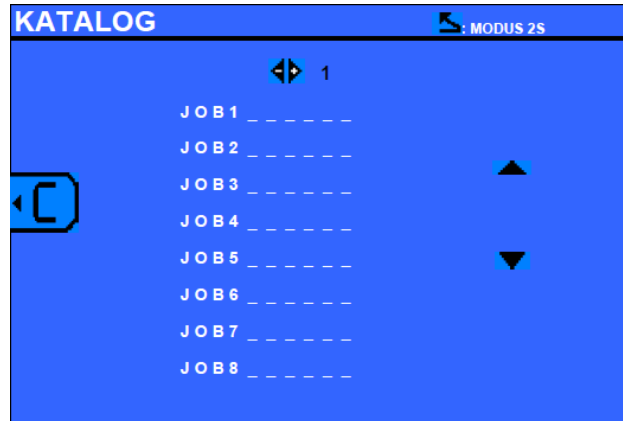 KATALOG
: MODUS 2S
1
JOB1 _ _ _ _ _ _
JOB2 _ _ _ _ _ _
JOB3 _ _ _ _ _ _
C
JOB4 _ _ _ _ _ _
JOB5 _ _ _ _ _ _
JOB6 _ _ _ _ _ _
JOB7 _ _ _ _ _ _
JOB8 _ _ _ _ _ _